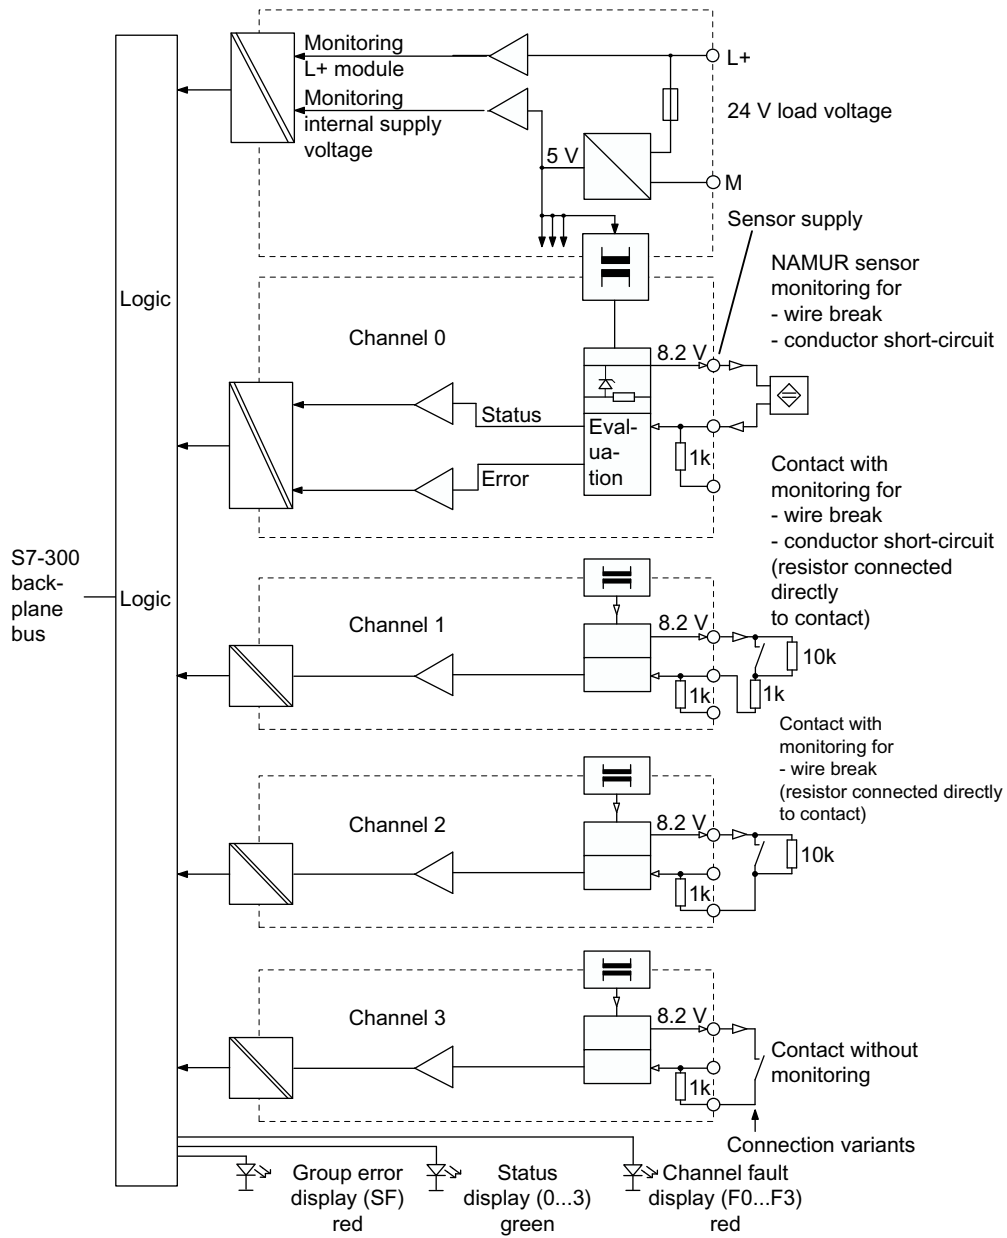 Monitoring
L+ module
Monitoring
internal supply
voltage
5 V
L+
24 V load voltage
M
Sensor supply
NAMUR sensor
monitoring for
- wire break
- conductor short-circuit
Logic
Channel 0
8.2 V
Status
Error
Eval-
ua-
tion
1k
Contact with
monitoring for
- wire break
- conductor short-circuit
(resistor connected
directly
to contact)
S7-300
back-
plane
bus
Logic
Channel 1
8.2 V
10k
1k
1k
Contact with
monitoring for
- wire break
(resistor connected directly
to contact)
Channel 2
8.2 V
10k
1k
Channel 3
8.2 V
1k
Contact without
monitoring
Connection variants
Group error
display (SF)
red
Status
display (0...3)
green
Channel fault
display (F0...F3)
red